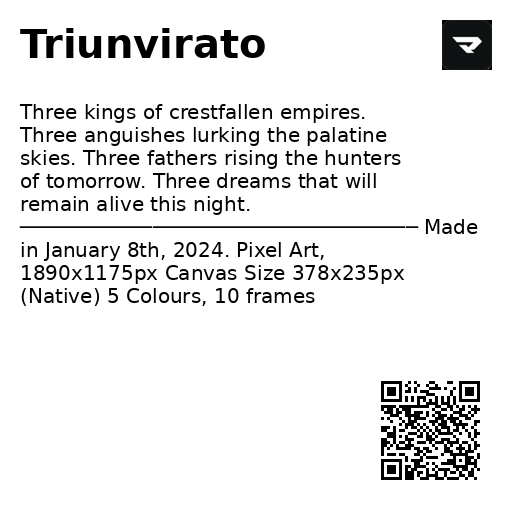 Triunvirato
Three kings of crestfallen empires.
Three anguishes lurking the palatine
skies. Three fathers rising the hunters
of tomorrow. Three dreams that will
remain alive this night.
────────────────────────────── Made
in January 8th, 2024. Pixel Art,
1890x1175px Canvas Size 378x235px
(Native) 5 Colours, 10 frames